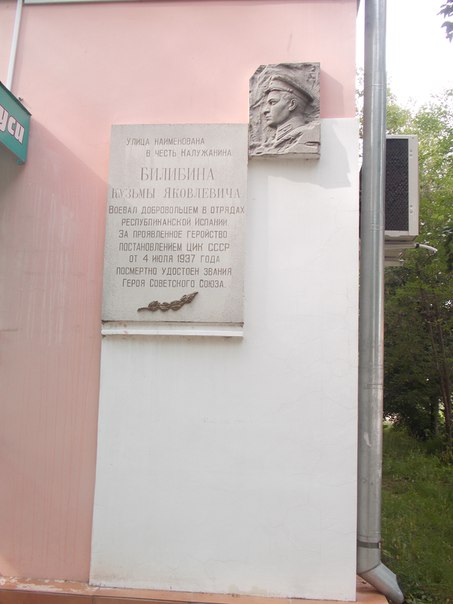 уси
Улица наименована
в честь Калужанина
Билибина
Кузьмы Яковлевича
Воевал добровольцем в отрядах
республиканской Испании.
За проявленное геройство
постановлением ЦИК СССР
от 4 июля 1937 года
посмертно удостоен звания
Героя Советского Союза.